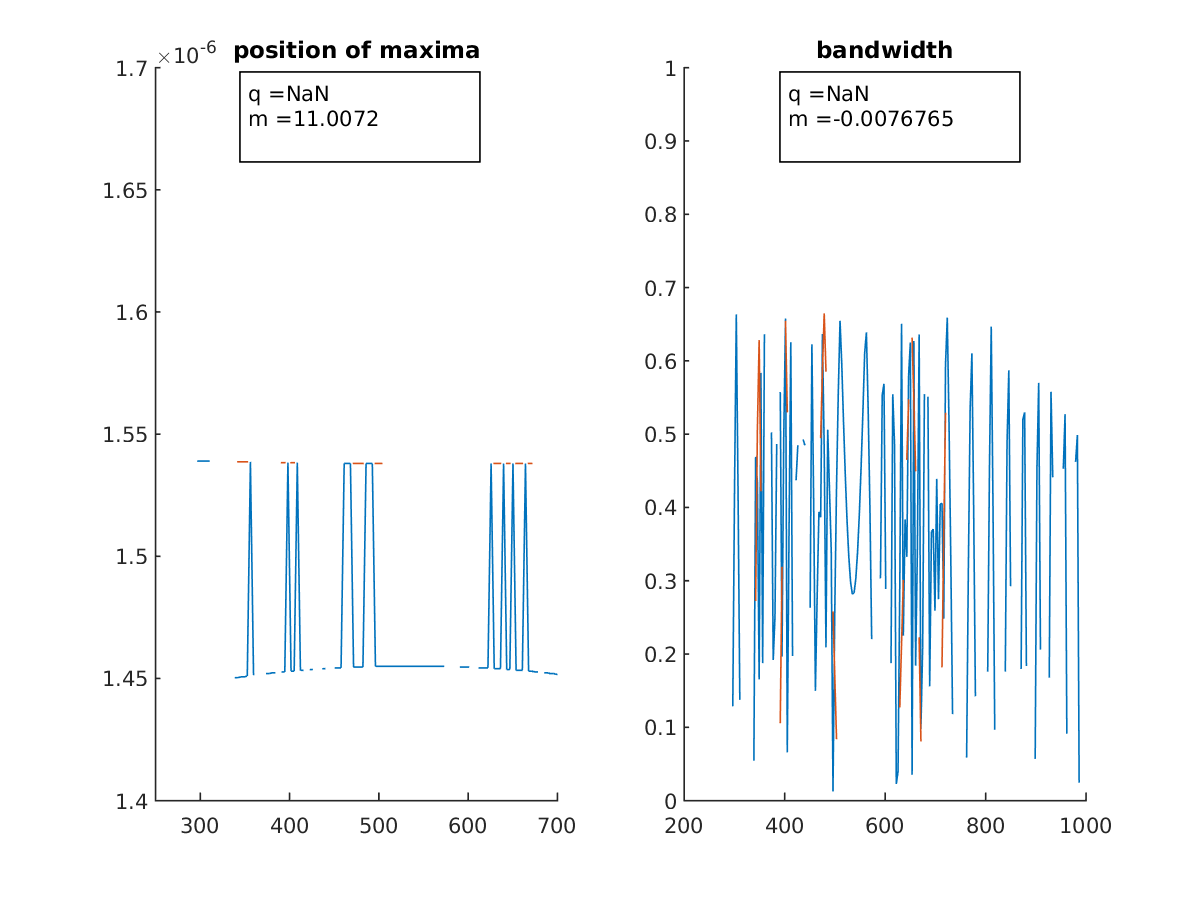 ×10⁻⁶
position of maxima
q =NaN
m =11.0072
1.7
1.65
1.6
1.55
1.5
1.45
1.4
300 400 500 600 700
bandwidth
q =NaN
m =-0.0076765
1
0.9
0.8
0.7
0.6
0.5
0.4
0.3
0.2
0.1
0
200 400 600 800 1000